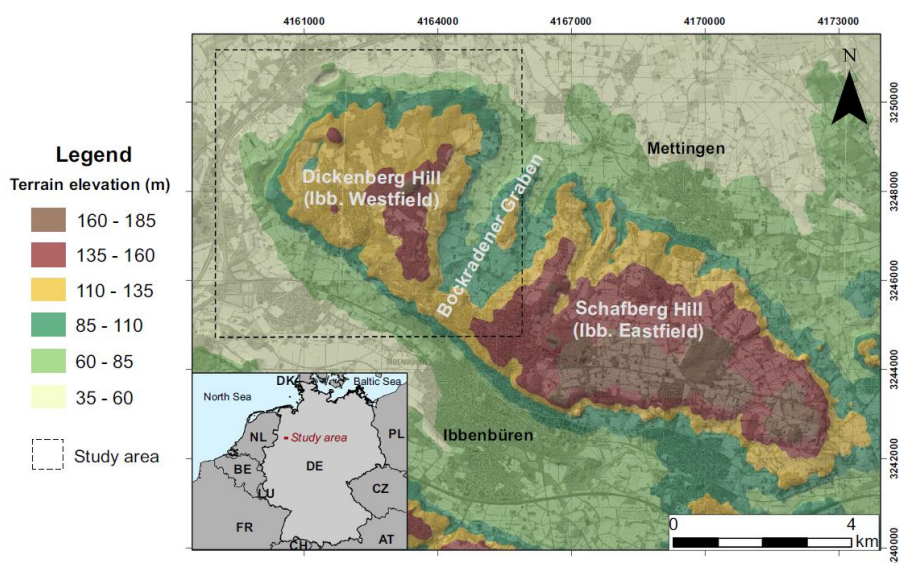 4161000 4164000 4167000 4170000 4173000
N
3250000
3248000
3246000
3244000
3242000
240000
Legend
Terrain elevation (m)
160 - 185
135 - 160
110 - 135
85 - 110
60 - 85
35 - 60
Study area
Mettingen
Dickenberg Hill
(Ibb. Westfield)
Bockradener Graben
Schafberg Hill
(Ibb. Eastfield)
Ibbenbüren
DK
Baltic Sea
North Sea
NL
Study area
PL
BE
DE
LU
CZ
FR
CH
AT
0 4
km